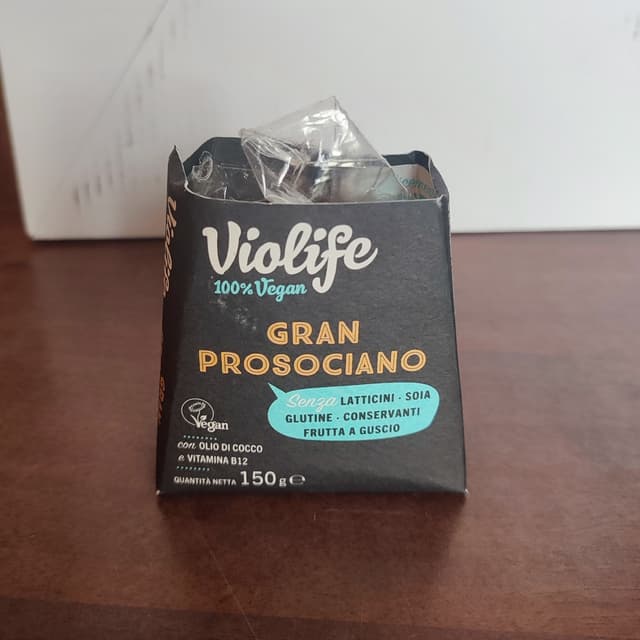 Violife
100% Vegan
GRAN
PROSOCIANO
Senza LATTICINI · SOIA
GLUTINE · CONSERVANTI
FRUTTA A GUSCIO
Vegan
con OLIO DI COCCO
e VITAMINA B12
QUANTITÀ NETTA 150 g ℮